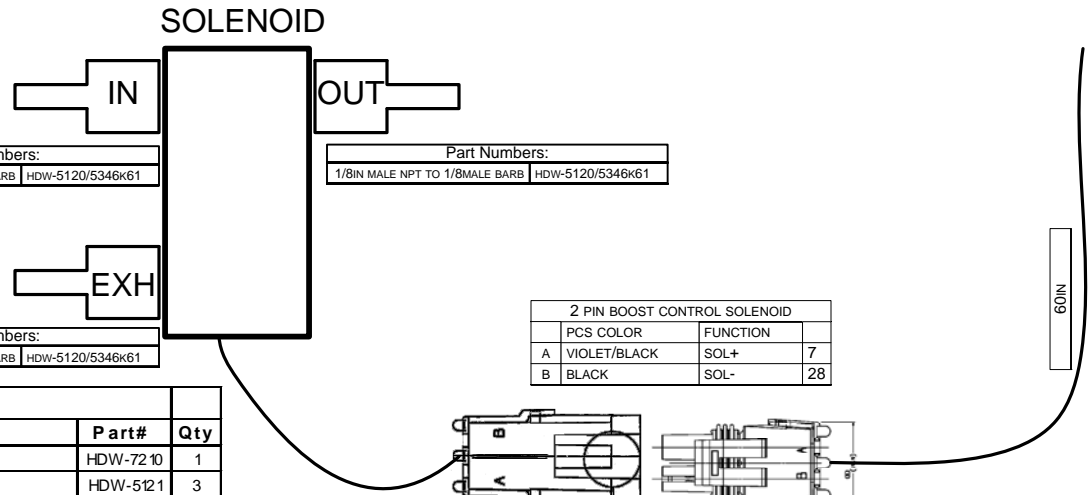 SOLENOID
IN
OUT
mbers:
ARB HDW-5120/5346K61
Part Numbers:
1/8IN MALE NPT TO 1/8MALE BARB HDW-5120/5346K61
EXH
mbers:
ARB HDW-5120/5346K61
60IN
2 PIN BOOST CONTROL SOLENOID
PCS COLOR FUNCTION
A VIOLET/BLACK SOL+ 7
B BLACK SOL- 28
Part# Qty
HDW-7210 1
HDW-5121 3
B
A
A
B